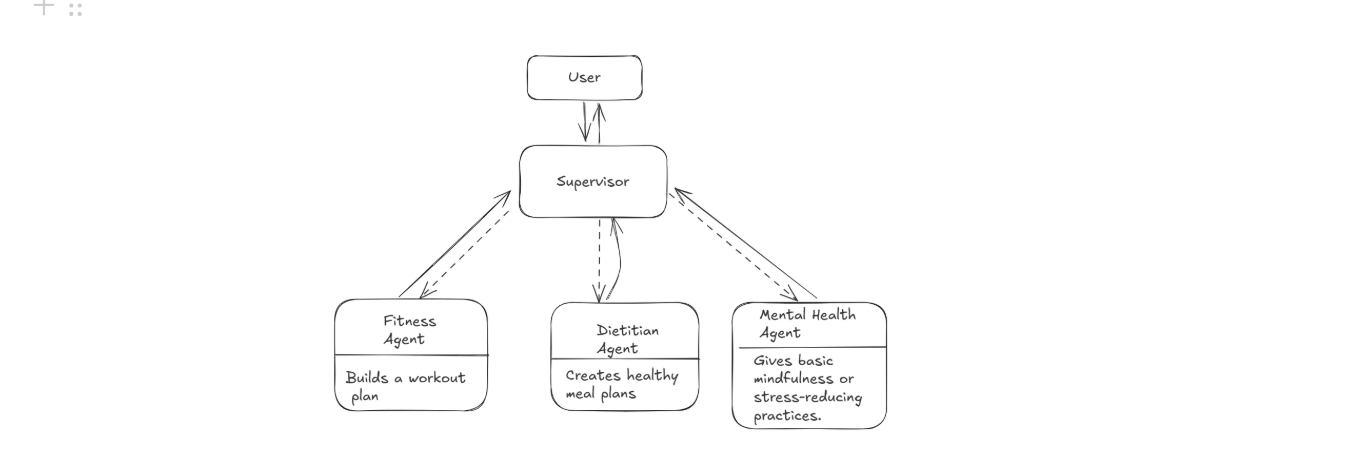 User
Supervisor
Fitness
Agent
Builds a workout
plan
Dietitian
Agent
Creates healthy
meal plans
Mental Health
Agent
Gives basic
mindfulness or
stress-reducing
practices.